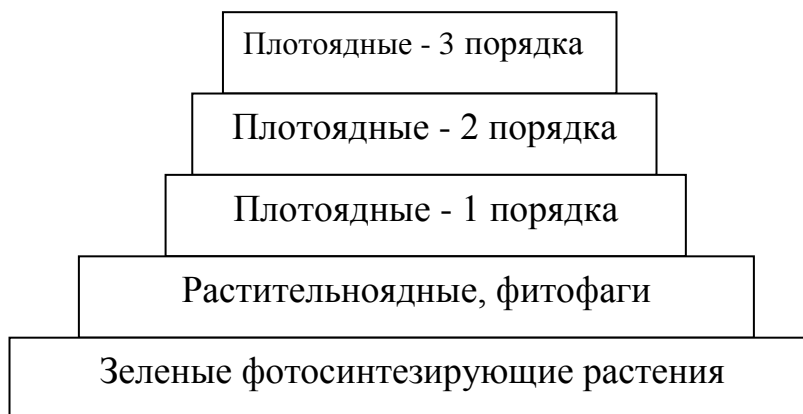 Плотоядные - 3 порядка
Плотоядные - 2 порядка
Плотоядные - 1 порядка
Растительноядные, фитофаги
Зеленые фотосинтезирующие растения